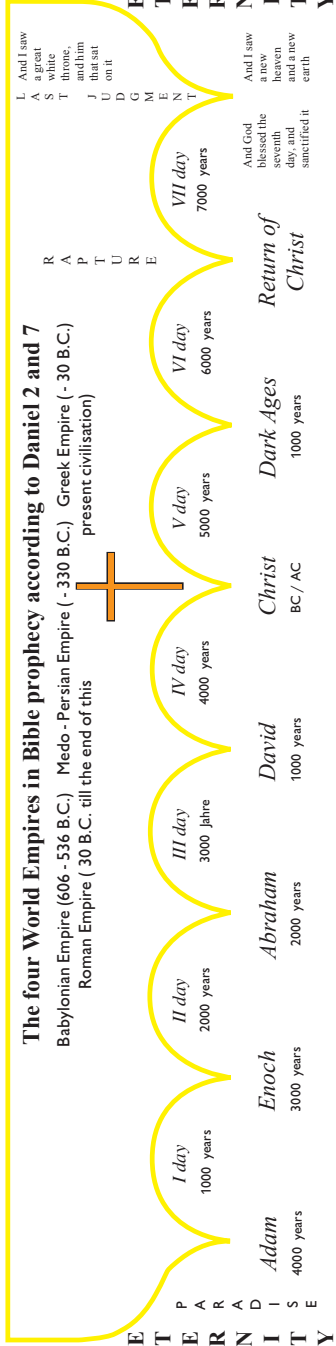 The four World Empires in Bible prophecy according to Daniel 2 and 7
Babylonian Empire (606 - 536 B.C.) Medo - Persian Empire ( - 330 B.C.) Greek Empire ( - 30 B.C.)
Roman Empire ( 30 B.C. till the end of this present civilisation)
ETERNITY
PARADISE
I day
1000 years
II day
2000 years
III day
3000 Jahre
IV day
4000 years
V day
5000 years
VI day
6000 years
VII day
7000 years
RAPTURE
LAST JUDGMENT
And I saw
a great
white
throne,
and him
that sat
on it
Adam
4000 years
Enoch
3000 years
Abraham
2000 years
David
1000 years
Christ
BC / AC
Dark Ages
1000 years
Return of
Christ
And God
blessed the
seventh
day, and
sanctified it
And I saw
a new
heaven
and a new
earth
ETERNITY